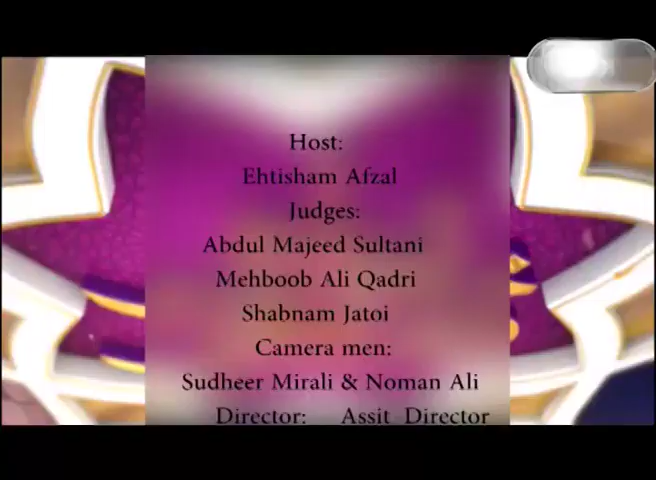 Host:
Ehtisham Afzal
Judges:
Abdul Majeed Sultani
Mehboob Ali Qadri
Shabnam Jatoi
Camera men:
Sudheer Mirali & Noman Ali
Director: Assit Director